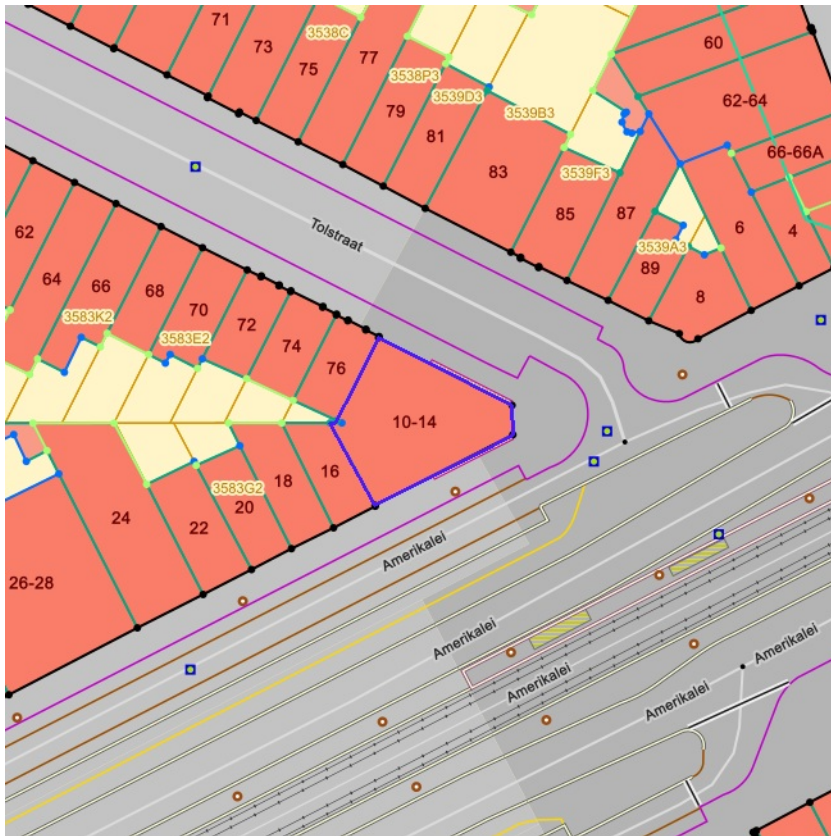 71
73
3538C
75
77
60
62-64
66-66A
3538P3
3539D3
79
3539B3
81
83
3539F3
85
87
6
4
3539A3
89
8
Tolstraat
62
64
66
68
70
3583K2
3583E2
72
74
76
10-14
16
18
3583G2
20
22
24
26-28
Amerikalei
Amerikalei
Amerikalei
Amerikalei
Amerikalei